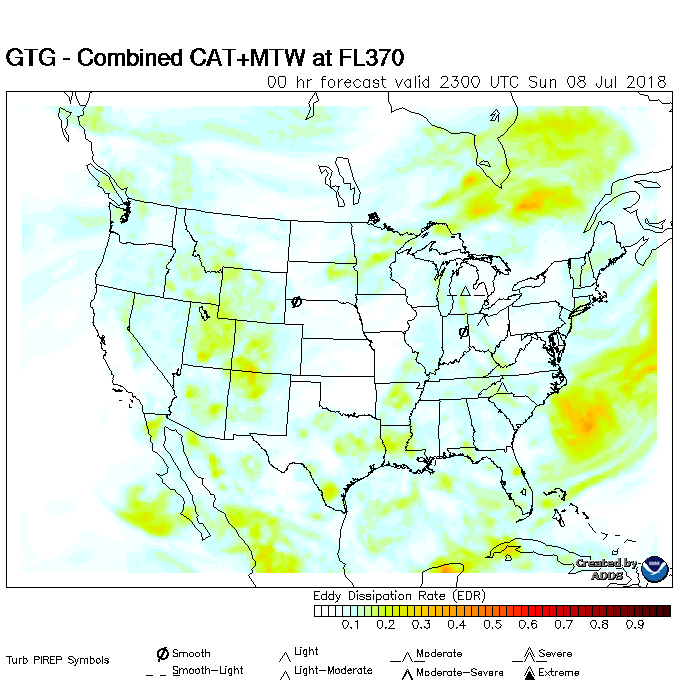 GTG - Combined CAT+MTW at FL370
00 hr forecast valid 2300 UTC Sun 08 Jul 2018
Created by
ADDS
Eddy Dissipation Rate (EDR)
0.1 0.2 0.3 0.4 0.5 0.6 0.7 0.8 0.9
Turb PIREP Symbols
Smooth Light Moderate Severe
Smooth-Light Light-Moderate Moderate-Severe Extreme